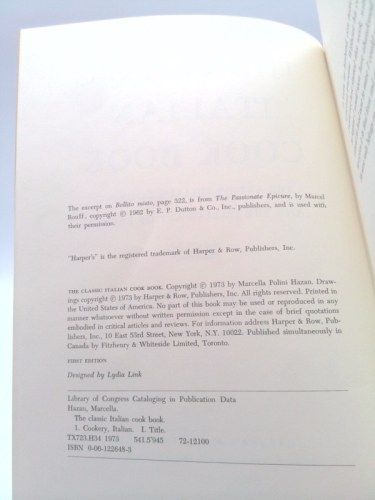 The excerpt on Bollito misto, page 322, is from The Passionate Epicure, by Marcel
Rouff, copyright © 1962 by E. P. Dutton & Co., Inc., publishers, and is used with
their permission.
"Harper's" is the registered trademark of Harper & Row, Publishers, Inc.
THE CLASSIC ITALIAN COOK BOOK. Copyright © 1973 by Marcella Polini Hazan. Draw-
ings copyright © 1973 by Harper & Row, Publishers, Inc. All rights reserved. Printed in
the United States of America. No part of this book may be used or reproduced in any
manner whatsoever without written permission except in the case of brief quotations
embodied in critical articles and reviews. For information address Harper & Row, Pub-
lishers, Inc., 10 East 53rd Street, New York, N.Y. 10022. Published simultaneously in
Canada by Fitzhenry & Whiteside Limited, Toronto.
FIRST EDITION
Designed by Lydia Link
Library of Congress Cataloging in Publication Data
Hazan, Marcella.
The classic Italian cook book.
1. Cookery, Italian. I. Title.
TX723.H34 1973 541.5'945 72-12100
ISBN 0-06-122648-3